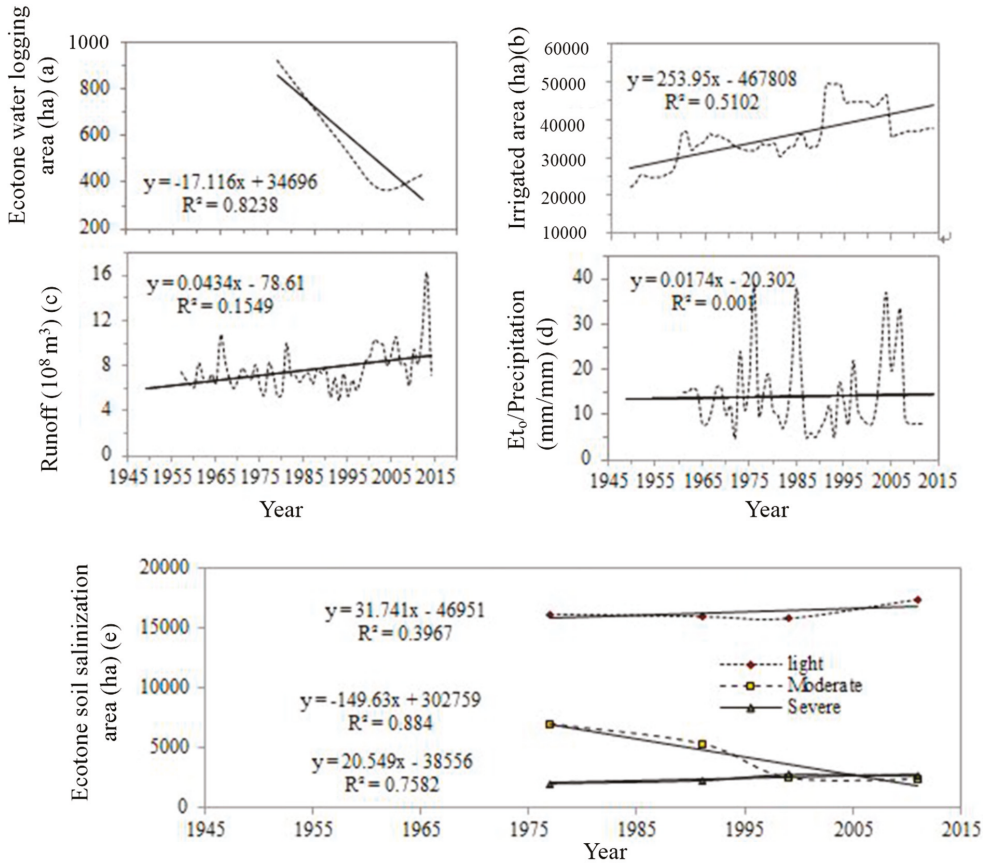 Ecotone water logging
area (ha) (a)
1000
800
600
400
200
y = -17.116x + 34696
R² = 0.8238
Irrigated area (ha)(b)
60000
50000
40000
30000
20000
10000
y = 253.95x - 467808
R² = 0.5102
Runoff (10⁸ m³) (c)
16
12
8
4
0
y = 0.0434x - 78.61
R² = 0.1549
1945 1955 1965 1975 1985 1995 2005 2015
Year
Et₀/Precipitation
(mm/mm) (d)
40
30
20
10
0
y = 0.0174x - 20.302
R² = 0.001
1945 1955 1965 1975 1985 1995 2005 2015
Year
Ecotone soil salinization
area (ha) (e)
20000
15000
10000
5000
0
y = 31.741x - 46951
R² = 0.3967
y = -149.63x + 302759
R² = 0.884
y = 20.549x - 38556
R² = 0.7582
light
Moderate
Severe
1945 1955 1965 1975 1985 1995 2005 2015
Year